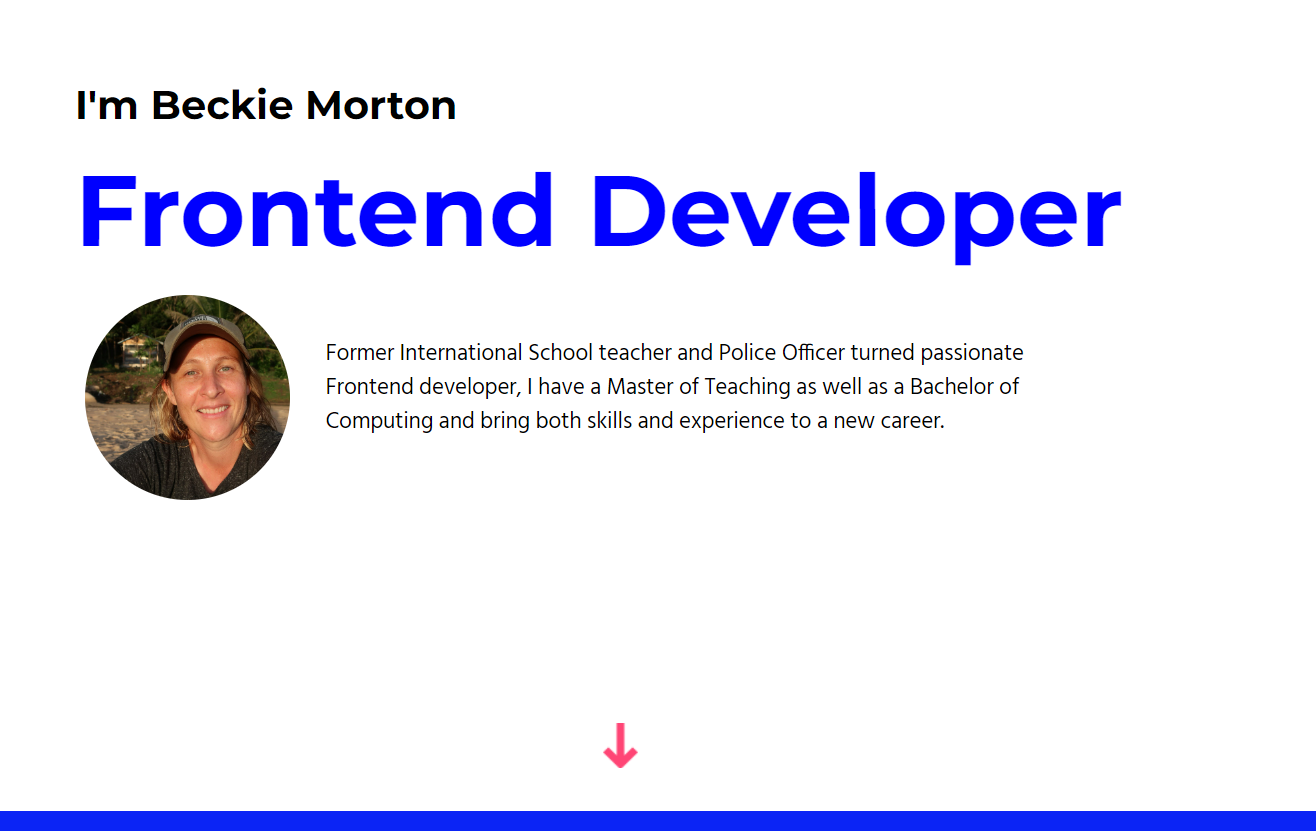 I'm Beckie Morton
Frontend Developer
Former International School teacher and Police Officer turned passionate
Frontend developer, I have a Master of Teaching as well as a Bachelor of
Computing and bring both skills and experience to a new career.